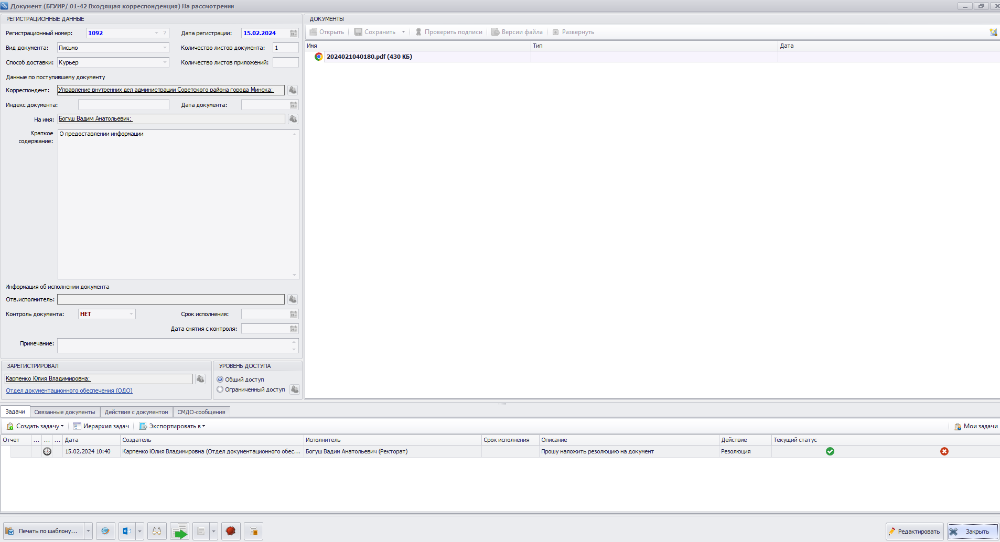 Документ (БГУИР/ 01-42 Входящая корреспонденция) На рассмотрении
РЕГИСТРАЦИОННЫЕ ДАННЫЕ
Регистрационный номер: 1092 ? Дата регистрации: 15.02.2024
Вид документа: Письмо Количество листов документа: 1
Способ доставки: Курьер Количество листов приложений:
Данные по поступившему документу
Корреспондент: Управление внутренних дел администрации Советского района города Минска;
Индекс документа: Дата документа:
На имя: Богуш Вадим Анатольевич;
Краткое содержание: О предоставлении информации
Информация об исполнении документа
Отв.исполнитель:
Контроль документа: НЕТ Срок исполнения:
Дата снятия с контроля:
Примечание:
ЗАРЕГИСТРИРОВАЛ
Карпенко Юлия Владимировна;
Отдел документационного обеспечения (ОДО)
УРОВЕНЬ ДОСТУПА
Общий доступ
Ограниченный доступ
ДОКУМЕНТЫ
Открыть Сохранить Проверить подписи Версии файла Развернуть
Имя Тип Дата
2024021040180.pdf (430 КБ)
Задачи Связанные документы Действия с документом СМДО-сообщения
Создать задачу Иерархия задач Экспортировать в Мои задачи
Отчет ... ... ... Дата Создатель Исполнитель Срок исполнения Описание Действие Текущий статус
15.02.2024 10:40 Карпенко Юлия Владимировна (Отдел документационного обес... Богуш Вадим Анатольевич (Ректорат) Прошу наложить резолюцию на документ Резолюция
Печать по шаблону... Редактировать Закрыть